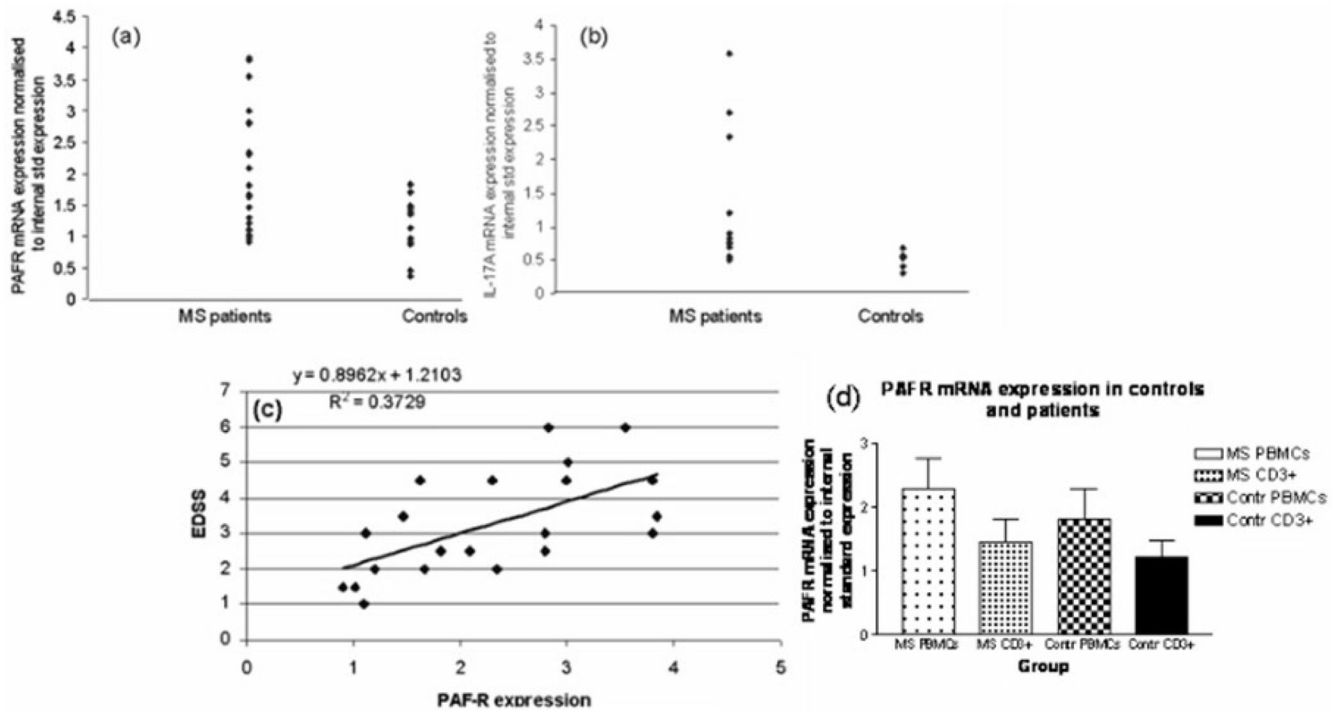 (a)
PAFR mRNA expression normalised
to internal std expression
4.5
4
3.5
3
2.5
2
1.5
1
0.5
0
MS patients
Controls
(b)
IL-17A mRNA expression normalised to
internal std expression
4
3.5
3
2.5
2
1.5
1
0.5
0
MS patients
Controls
(c)
y = 0.8962x + 1.2103
R² = 0.3729
EDSS
7
6
5
4
3
2
1
0
0
1
2
3
4
5
PAF-R expression
(d)
PAFR mRNA expression in controls
and patients
PAFR mRNA expression
normalized to internal
standard expression
3
2
1
0
MS PBMCs
MS CD3+
Contr PBMCs
Contr CD3+
Group
MS PBMCs
MS CD3+
Contr PBMCs
Contr CD3+